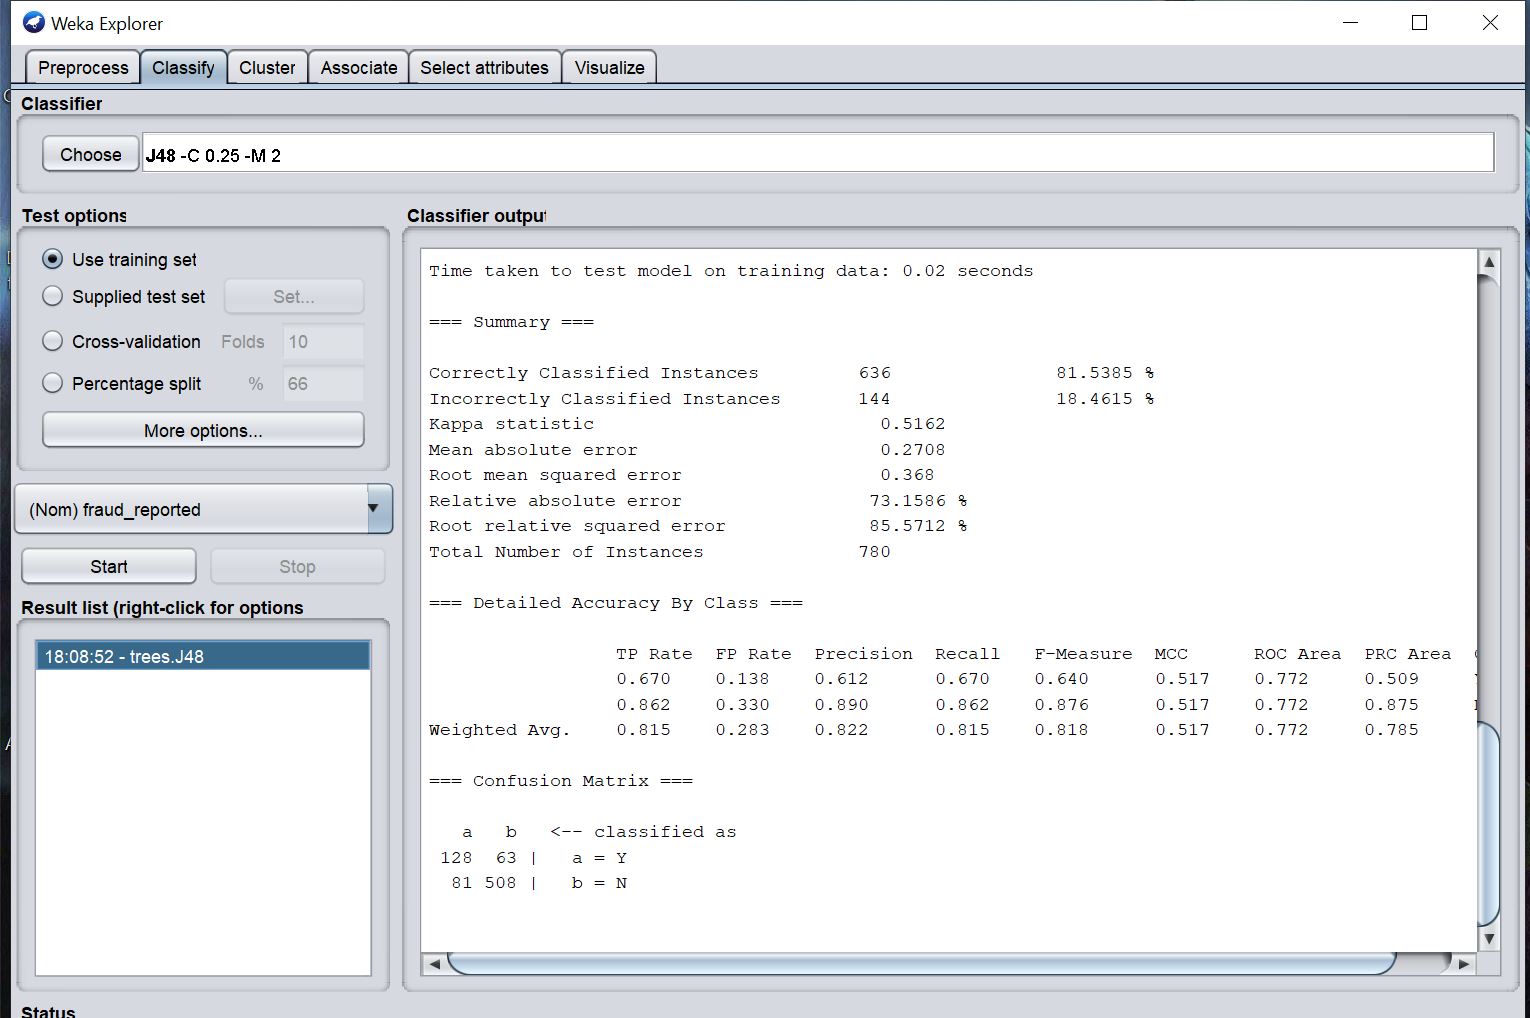 Weka Explorer
Preprocess Classify Cluster Associate Select attributes Visualize
Classifier
Choose J48 -C 0.25 -M 2
Test options
Use training set
Supplied test set Set...
Cross-validation Folds 10
Percentage split % 66
More options...
(Nom) fraud_reported
Start Stop
Result list (right-click for options
18:08:52 - trees.J48
Classifier output
Time taken to test model on training data: 0.02 seconds
=== Summary ===
Correctly Classified Instances 636 81.5385 %
Incorrectly Classified Instances 144 18.4615 %
Kappa statistic 0.5162
Mean absolute error 0.2708
Root mean squared error 0.368
Relative absolute error 73.1586 %
Root relative squared error 85.5712 %
Total Number of Instances 780
=== Detailed Accuracy By Class ===
TP Rate FP Rate Precision Recall F-Measure MCC ROC Area PRC Area
0.670 0.138 0.612 0.670 0.640 0.517 0.772 0.509
0.862 0.330 0.890 0.862 0.876 0.517 0.772 0.875
Weighted Avg. 0.815 0.283 0.822 0.815 0.818 0.517 0.772 0.785
=== Confusion Matrix ===
a b <-- classified as
128 63 | a = Y
81 508 | b = N
Status